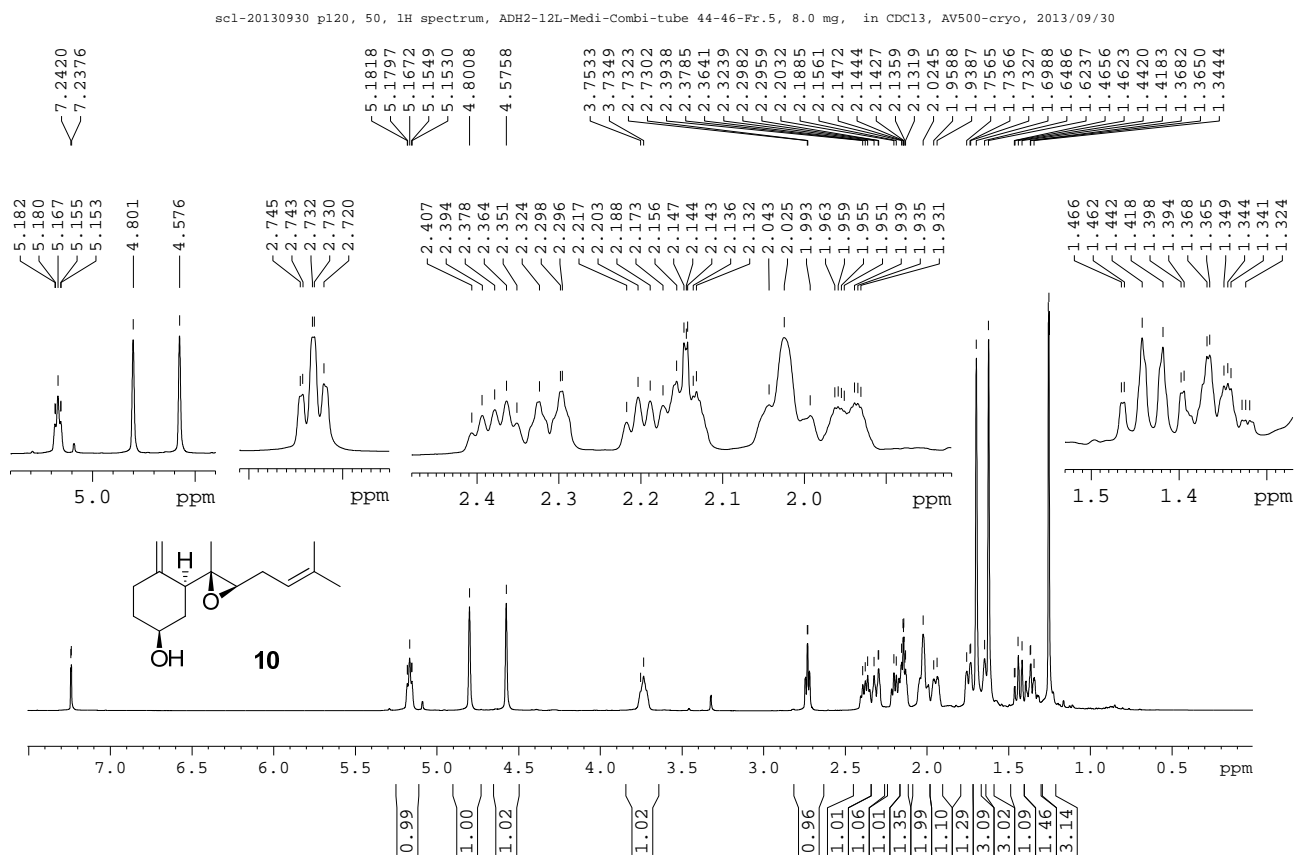 scl-20130930 p120, 50, 1H spectrum, ADH2-12L-Medi-Combi-tube 44-46-Fr.5, 8.0 mg, in CDCl3, AV500-cryo, 2013/09/30
7.2420 7.2376 5.1818 5.1797 5.1672 5.1549 5.1530 4.8008 4.5758 3.7533 3.7349 2.7323 2.7302 2.3938 2.3785 2.3641 2.3239 2.2982 2.2959 2.2032 2.1885 2.1561 2.1472 2.1444 2.1427 2.1359 2.1319 2.0245 1.9588 1.9387 1.7565 1.7366 1.7327 1.6988 1.6486 1.6237 1.4656 1.4623 1.4420 1.4183 1.3682 1.3650 1.3444
5.182 5.180 5.167 5.155 5.153 4.801 4.576 2.745 2.743 2.732 2.730 2.720 2.407 2.394 2.378 2.364 2.351 2.324 2.298 2.296 2.217 2.203 2.188 2.173 2.156 2.147 2.144 2.143 2.136 2.132 2.043 2.025 1.993 1.963 1.959 1.955 1.951 1.939 1.935 1.931 1.466 1.462 1.442 1.418 1.398 1.394 1.368 1.365 1.349 1.344 1.341 1.324
5.0 ppm ppm 2.4 2.3 2.2 2.1 2.0 ppm 1.5 1.4 ppm
H
O
OH 10
7.0 6.5 6.0 5.5 5.0 4.5 4.0 3.5 3.0 2.5 2.0 1.5 1.0 0.5 ppm
0.99 1.00 1.02 1.02 0.96 1.01 1.06 1.01 1.35 1.99 1.10 1.29 3.09 3.02 1.09 1.46 3.14